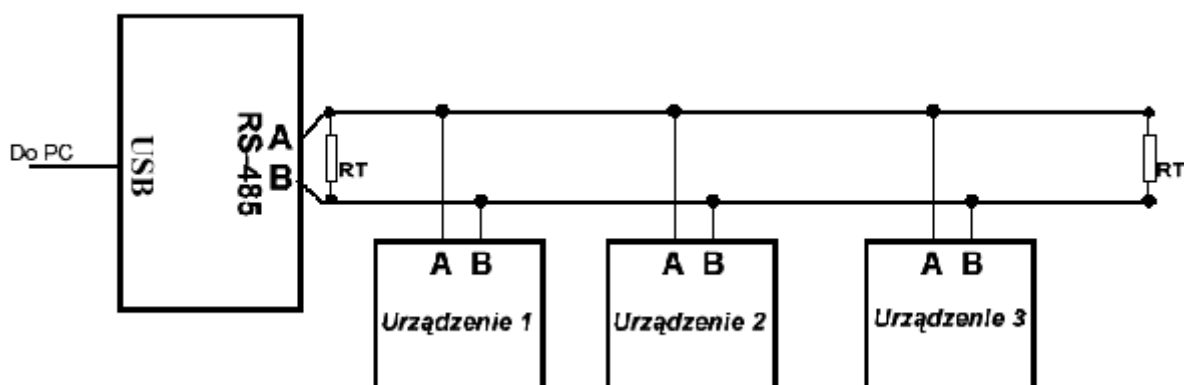 Do PC
USB
RS-485
A
B
RT
RT
A B
A B
A B
Urządzenie 1
Urządzenie 2
Urządzenie 3